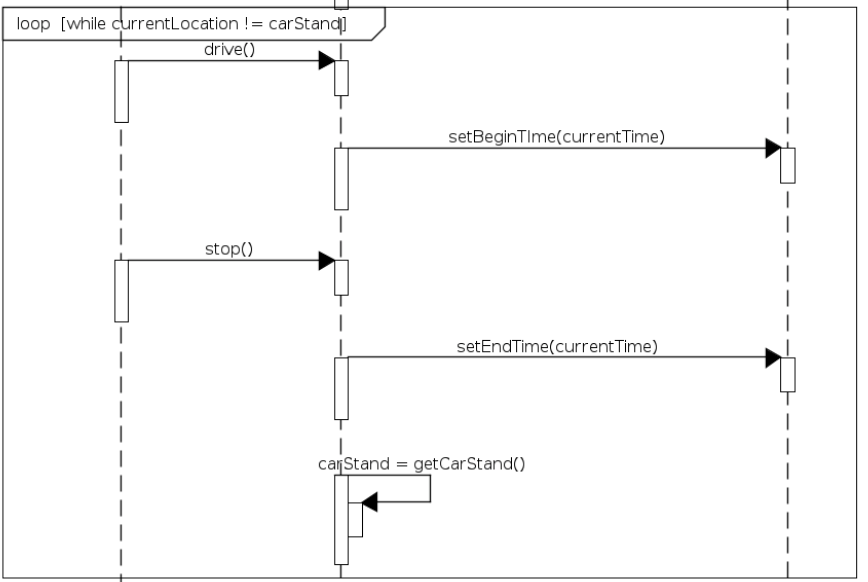 loop [while currentLocation != carStand]
drive()
setBeginTIme(currentTime)
stop()
setEndTime(currentTime)
carStand = getCarStand()